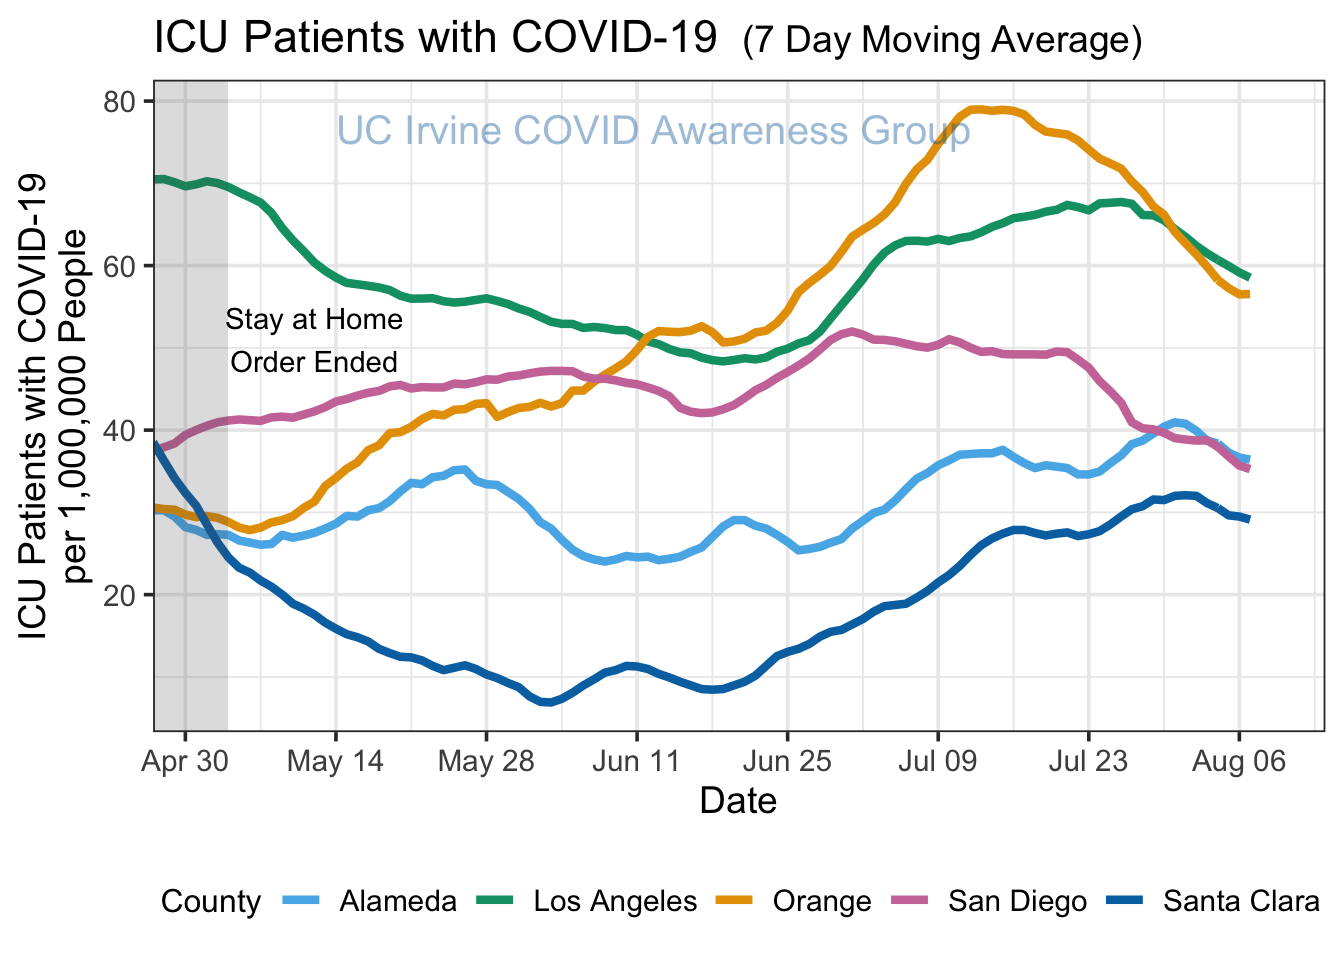 ICU Patients with COVID-19 (7 Day Moving Average)
UC Irvine COVID Awareness Group
Stay at Home
Order Ended
ICU Patients with COVID-19
per 1,000,000 People
80
60
40
20
Apr 30 May 14 May 28 Jun 11 Jun 25 Jul 09 Jul 23 Aug 06
Date
County Alameda Los Angeles Orange San Diego Santa Clara